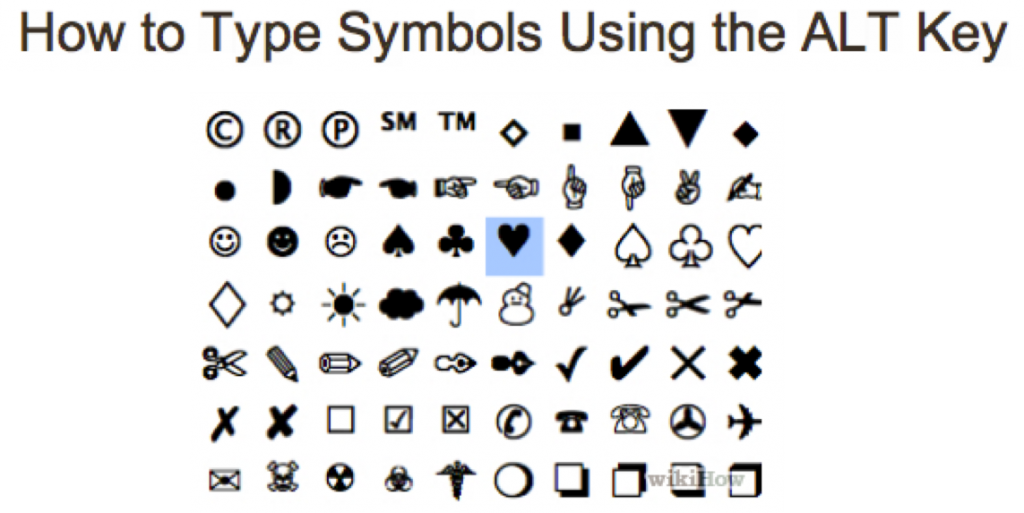 How to Type Symbols Using the ALT Key
© ® ℗ ℠ ™ ⋄ ▪ ▲ ▼ ⬥
● ◗ ☛ ☚ ☞ ☜ ☝ ☟ ✌ ✍
☺ ☻ ☹ ♠ ♣ ♥ ♦ ♤ ♧ ♡
♢ ☼ ☀ ☁ ☂ ☃ ✄ ✁ ✂ ✃
✄ ✎ ✏ ✐ ✑ ✒ ✓ ✔ ✕ ✖
✗ ✘ ☐ ☑ ☒ ✆ ☎ ☏ ✇ ✈
✉ ☠ ☢ ☣ ☤ ❍ ❏ ❐ ❑ ❒
wikiHow